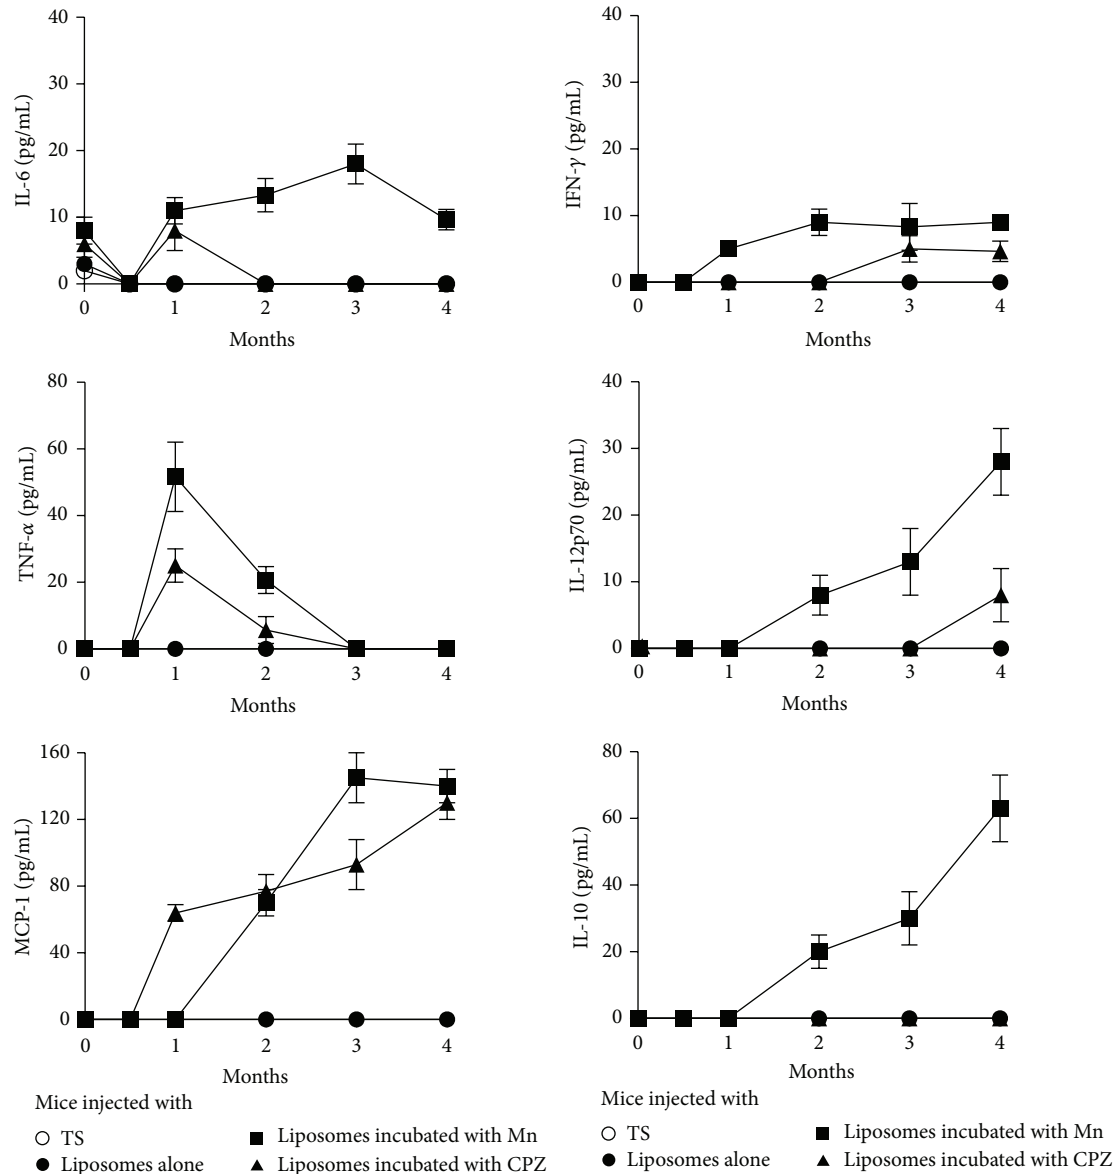 40
30
20
10
0
IL-6 (pg/mL)
0 1 2 3 4
Months
40
30
20
10
0
IFN-γ (pg/mL)
0 1 2 3 4
Months
80
60
40
20
0
TNF-α (pg/mL)
0 1 2 3 4
Months
40
30
20
10
0
IL-12p70 (pg/mL)
0 1 2 3 4
Months
160
120
80
40
0
MCP-1 (pg/mL)
0 1 2 3 4
Months
80
60
40
20
0
IL-10 (pg/mL)
0 1 2 3 4
Months
Mice injected with
TS
Liposomes alone
Liposomes incubated with Mn
Liposomes incubated with CPZ
Mice injected with
TS
Liposomes alone
Liposomes incubated with Mn
Liposomes incubated with CPZ